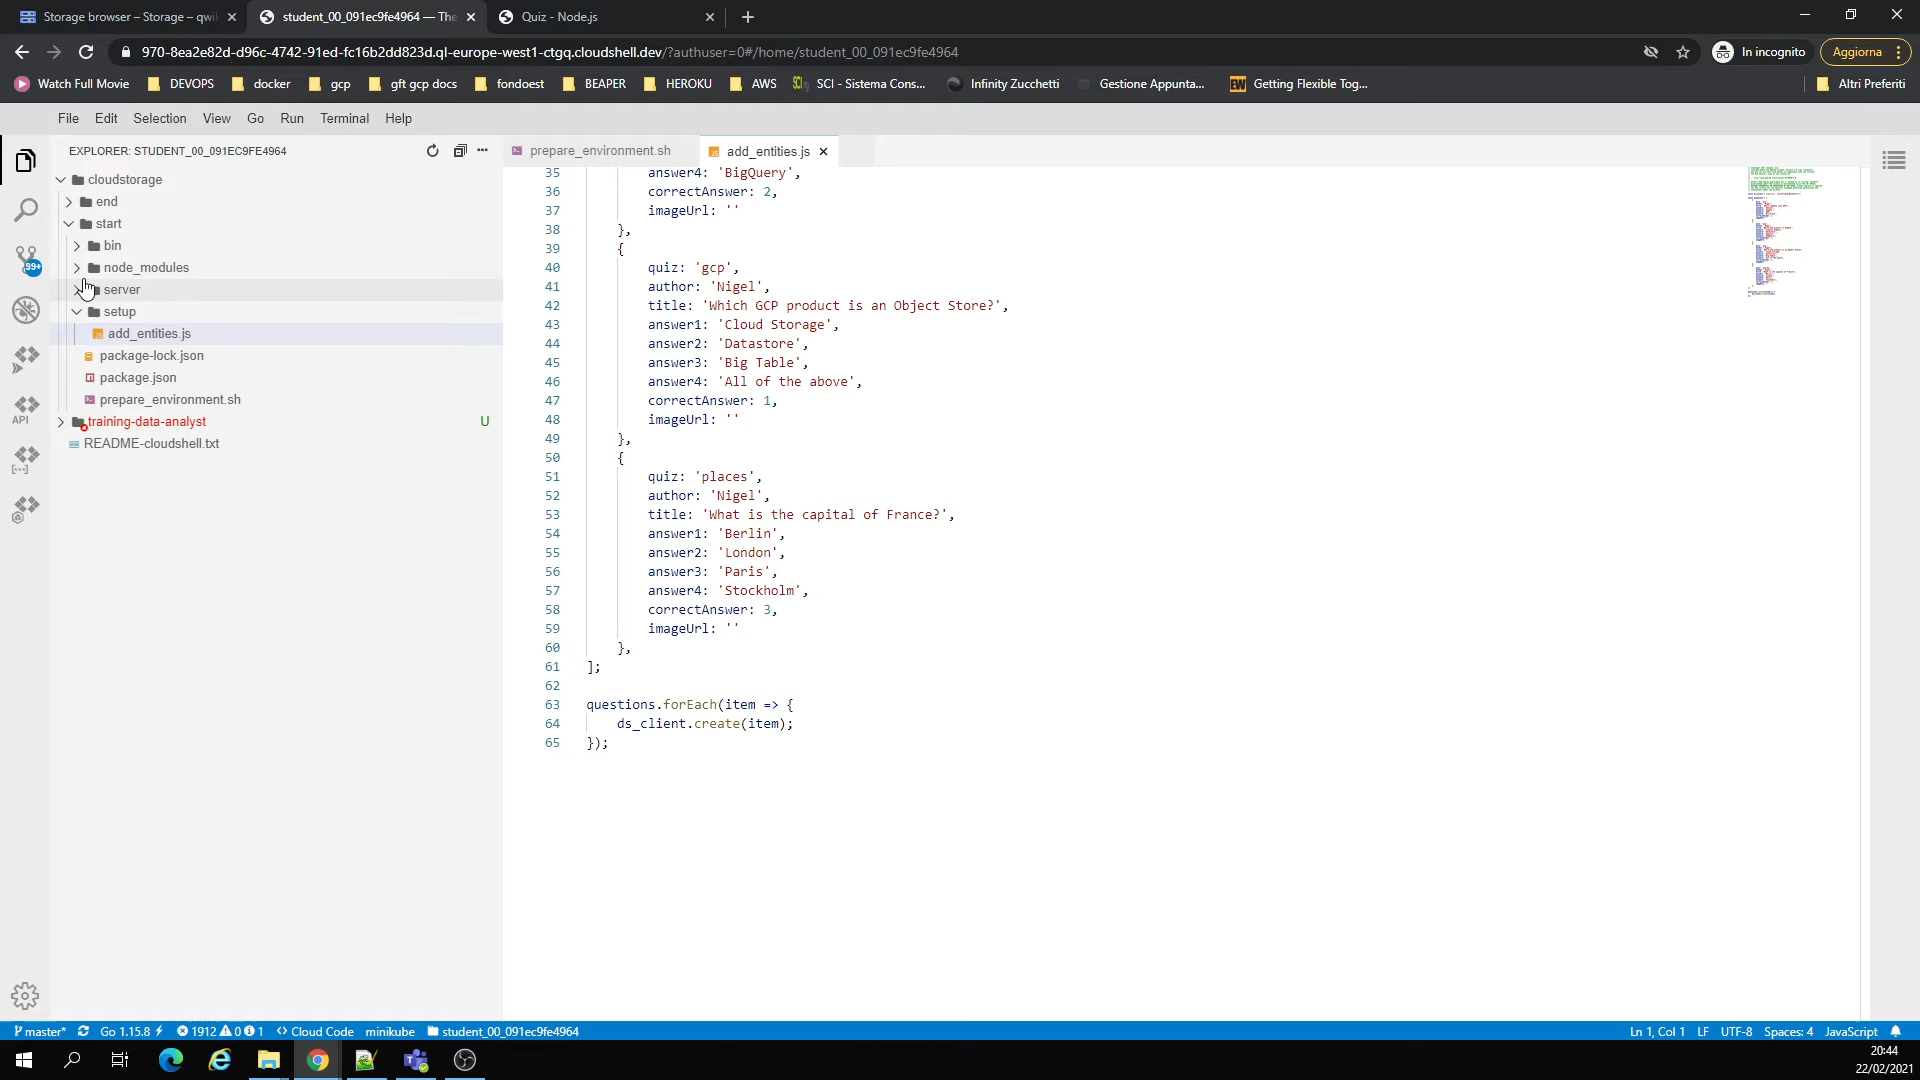 Storage browser – Storage – qwi
student_00_091ec9fe4964 — The
Quiz - Node.js
970-8ea2e82d-d96c-4742-91ed-fc16b2dd823d.ql-europe-west1-ctgq.cloudshell.dev/?authuser=0#/home/student_00_091ec9fe4964
In incognito
Aggiorna
Watch Full Movie
DEVOPS
docker
gcp
gft gcp docs
fondoest
BEAPER
HEROKU
AWS
SCI - Sistema Cons...
Infinity Zucchetti
Gestione Appunta...
Getting Flexible Tog...
Altri Preferiti
File Edit Selection View Go Run Terminal Help
EXPLORER: STUDENT_00_091EC9FE4964
cloudstorage
end
start
bin
node_modules
server
setup
add_entities.js
package-lock.json
package.json
prepare_environment.sh
training-data-analyst U
README-cloudshell.txt
99+
API
prepare_environment.sh
add_entities.js
35 answer4: 'BigQuery',
36 correctAnswer: 2,
37 imageUrl: ''
38 },
39 {
40 quiz: 'gcp',
41 author: 'Nigel',
42 title: 'Which GCP product is an Object Store?',
43 answer1: 'Cloud Storage',
44 answer2: 'Datastore',
45 answer3: 'Big Table',
46 answer4: 'All of the above',
47 correctAnswer: 1,
48 imageUrl: ''
49 },
50 {
51 quiz: 'places',
52 author: 'Nigel',
53 title: 'What is the capital of France?',
54 answer1: 'Berlin',
55 answer2: 'London',
56 answer3: 'Paris',
57 answer4: 'Stockholm',
58 correctAnswer: 3,
59 imageUrl: ''
60 },
61 ];
62
63 questions.forEach(item => {
64 ds_client.create(item);
65 });
master* Go 1.15.8 1912 0 1 Cloud Code minikube student_00_091ec9fe4964
Ln 1, Col 1 LF UTF-8 Spaces: 4 JavaScript
20:44
22/02/2021